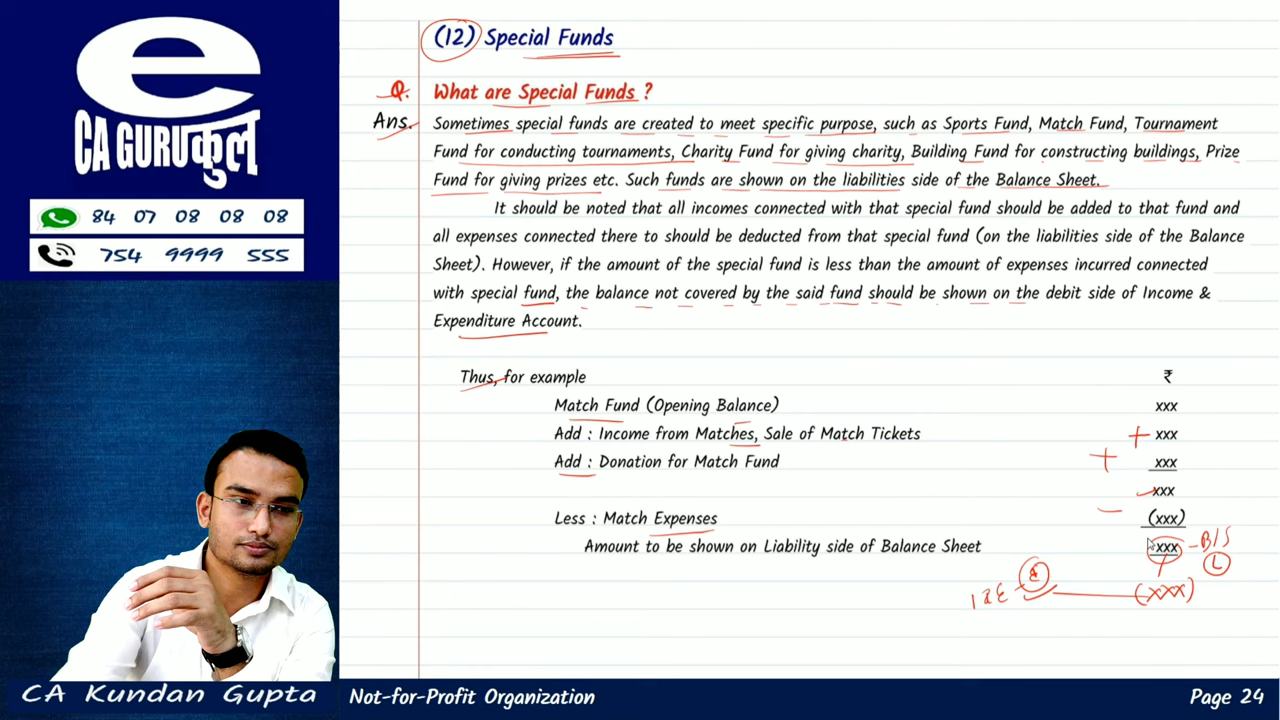 e
CA GURUकुल
84 07 08 08 08
754 9999 555
CA Kundan Gupta
(12) Special Funds
Q. What are Special Funds ?
Ans. Sometimes special funds are created to meet specific purpose, such as Sports Fund, Match Fund, Tournament
Fund for conducting tournaments, Charity Fund for giving charity, Building Fund for constructing buildings, Prize
Fund for giving prizes etc. Such funds are shown on the liabilities side of the Balance Sheet.
It should be noted that all incomes connected with that special fund should be added to that fund and
all expenses connected there to should be deducted from that special fund (on the liabilities side of the Balance
Sheet). However, if the amount of the special fund is less than the amount of expenses incurred connected
with special fund, the balance not covered by the said fund should be shown on the debit side of Income &
Expenditure Account.
Thus, for example ₹
Match Fund (Opening Balance) xxx
Add : Income from Matches, Sale of Match Tickets + xxx
Add : Donation for Match Fund + xxx
xxx
Less : Match Expenses – (xxx)
Amount to be shown on Liability side of Balance Sheet xxx – B/S
L
I&E (xxx)
Not-for-Profit Organization
Page 24